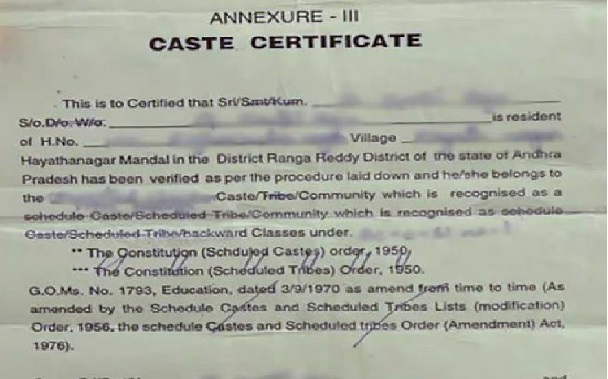 ANNEXURE - III
CASTE CERTIFICATE
This is to Certified that Sri/Smt/Kum.
S/o.D/o.W/o. is resident
of H.No. Village
Hayathanagar Mandal in the District Ranga Reddy District of the state of Andhra
Pradesh has been verified as per the procedure laid down and he/she belongs to
the Caste/Tribe/Community which is recognised as a
schedule Caste/Scheduled Tribe/Community which is recognised as schedule
Caste/Scheduled Tribe/backward Classes under.
** The Constitution (Schduled Castes) order, 1950.
*** The Constitution (Scheduled Tribes) Order, 1950.
G.O.Ms. No. 1793, Education, dated 3/9/1970 as amend from time to time (As
amended by the Schedule Castes and Scheduled Tribes Lists (modification)
Order, 1956, the schedule Castes and Scheduled tribes Order (Amendment) Act,
1976).